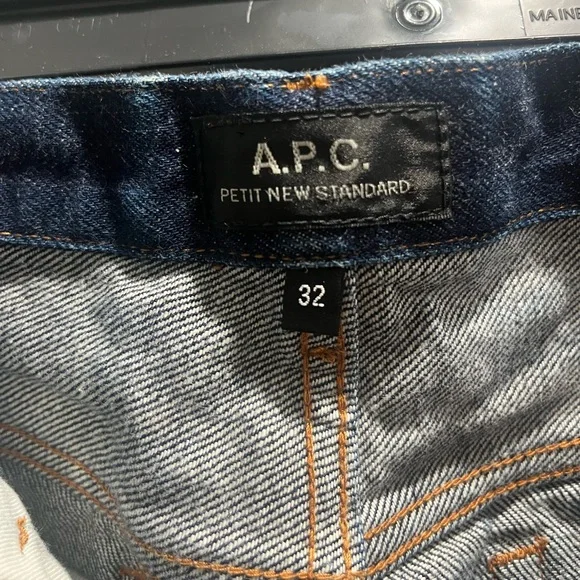 MAINE
A.P.C.
PETIT NEW STANDARD
32